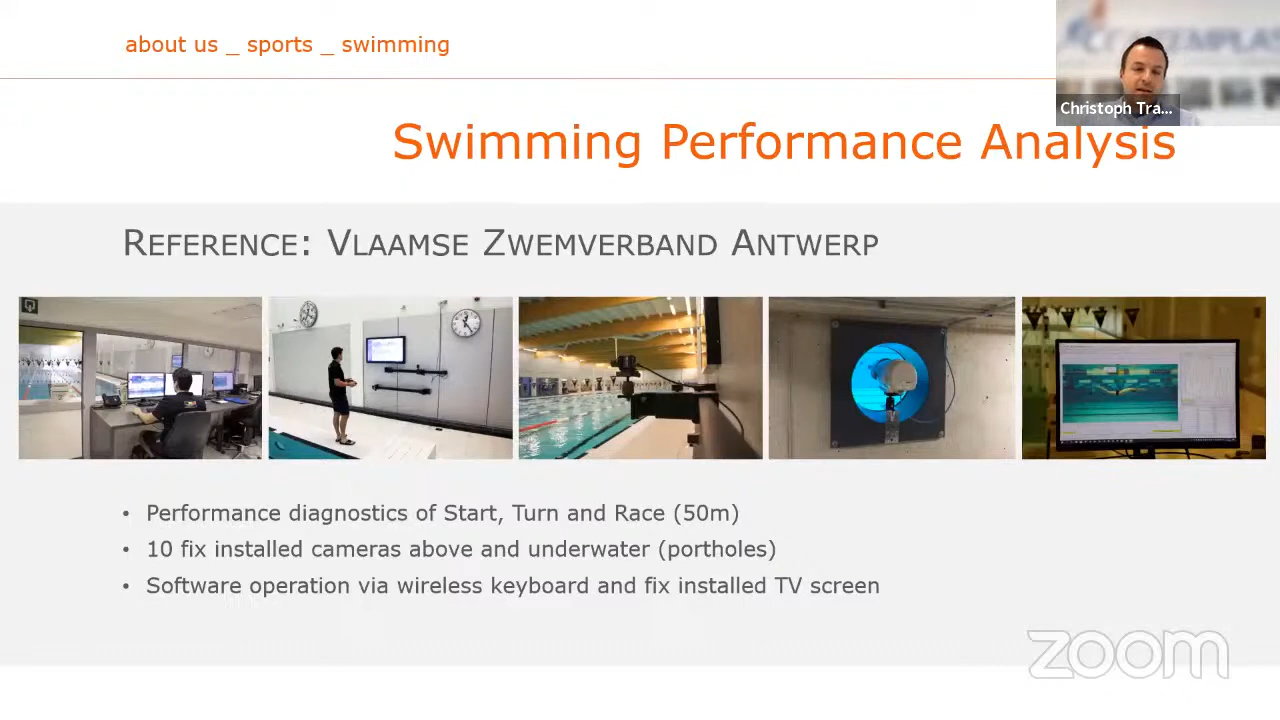 about us _ sports _ swimming
Christoph Tra...
Swimming Performance Analysis
REFERENCE: VLAAMSE ZWEMVERBAND ANTWERP
• Performance diagnostics of Start, Turn and Race (50m)
• 10 fix installed cameras above and underwater (portholes)
• Software operation via wireless keyboard and fix installed TV screen
zoom